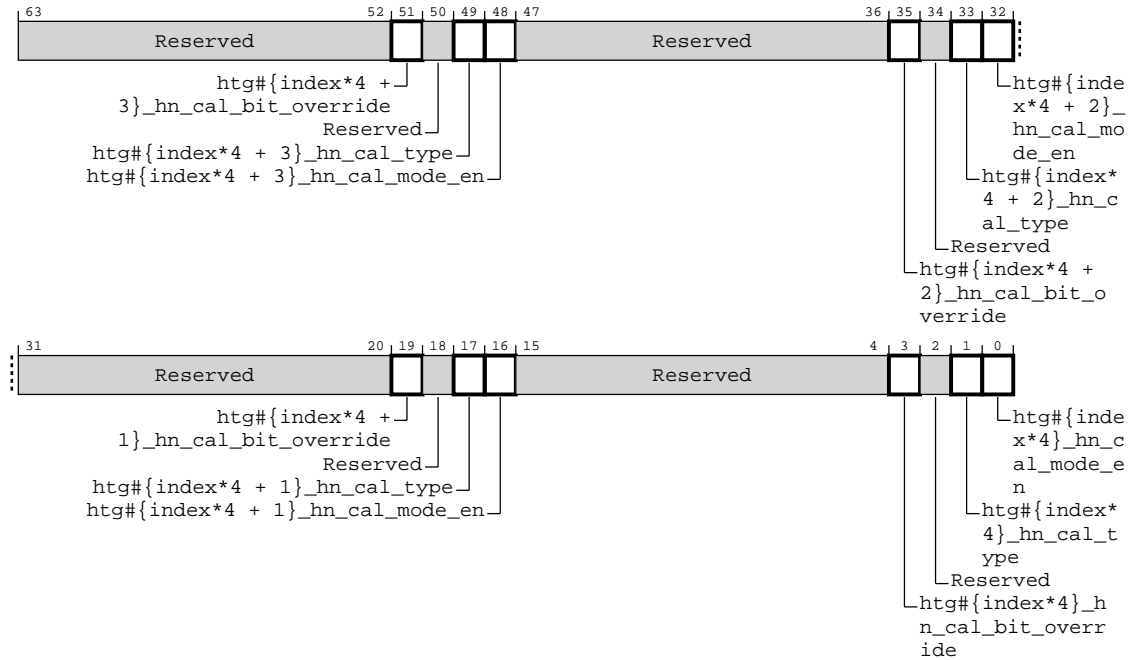 63 52 51 50 49 48 47 36 35 34 33 32
Reserved Reserved
htg#{index*4 +
3}_hn_cal_bit_override
Reserved
htg#{index*4 + 3}_hn_cal_type
htg#{index*4 + 3}_hn_cal_mode_en
htg#{inde
x*4 + 2}_
hn_cal_mo
de_en
htg#{index*
4 + 2}_hn_c
al_type
Reserved
htg#{index*4 +
2}_hn_cal_bit_o
verride
31 20 19 18 17 16 15 4 3 2 1 0
Reserved Reserved
htg#{index*4 +
1}_hn_cal_bit_override
Reserved
htg#{index*4 + 1}_hn_cal_type
htg#{index*4 + 1}_hn_cal_mode_en
htg#{inde
x*4}_hn_c
al_mode_e
n
htg#{index*
4}_hn_cal_t
ype
Reserved
htg#{index*4}_h
n_cal_bit_overr
ide